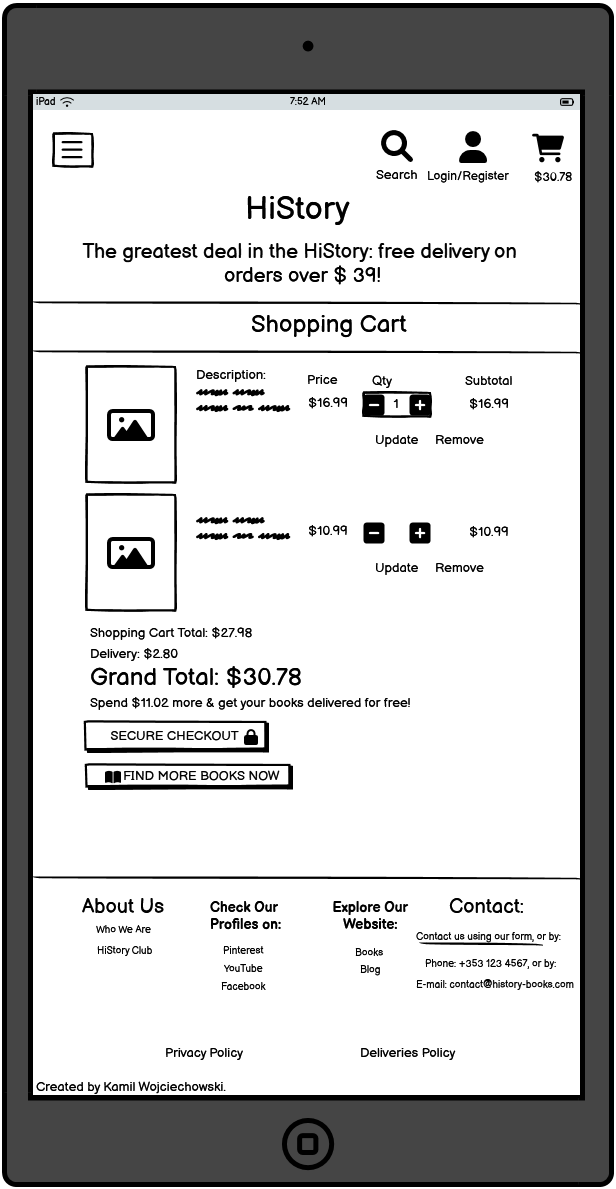 iPad 7:52 AM
Search Login/Register $30.78
HiStory
The greatest deal in the HiStory: free delivery on
orders over $ 39!
Shopping Cart
Description: Price Qty Subtotal
$16.99 1 $16.99
Update Remove
$10.99 $10.99
Update Remove
Shopping Cart Total: $27.98
Delivery: $2.80
Grand Total: $30.78
Spend $11.02 more & get your books delivered for free!
SECURE CHECKOUT
FIND MORE BOOKS NOW
About Us
Who We Are
HiStory Club
Check Our
Profiles on:
Pinterest
YouTube
Facebook
Explore Our
Website:
Books
Blog
Contact:
Contact us using our form, or by:
Phone: +353 123 4567, or by:
E-mail: contact@history-books.com
Privacy Policy Deliveries Policy
Created by Kamil Wojciechowski.